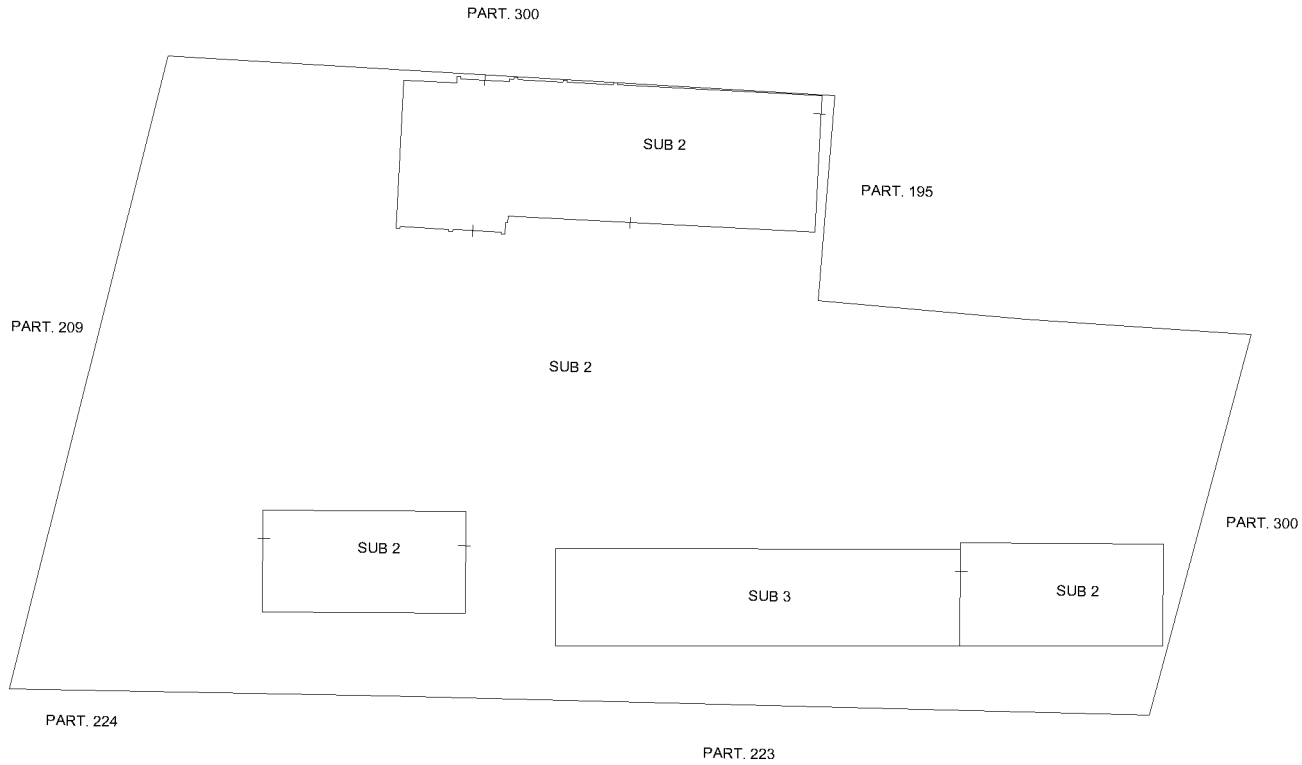 PART. 300
SUB 2
PART. 195
PART. 209
SUB 2
PART. 300
SUB 2
SUB 3
SUB 2
PART. 224
PART. 223